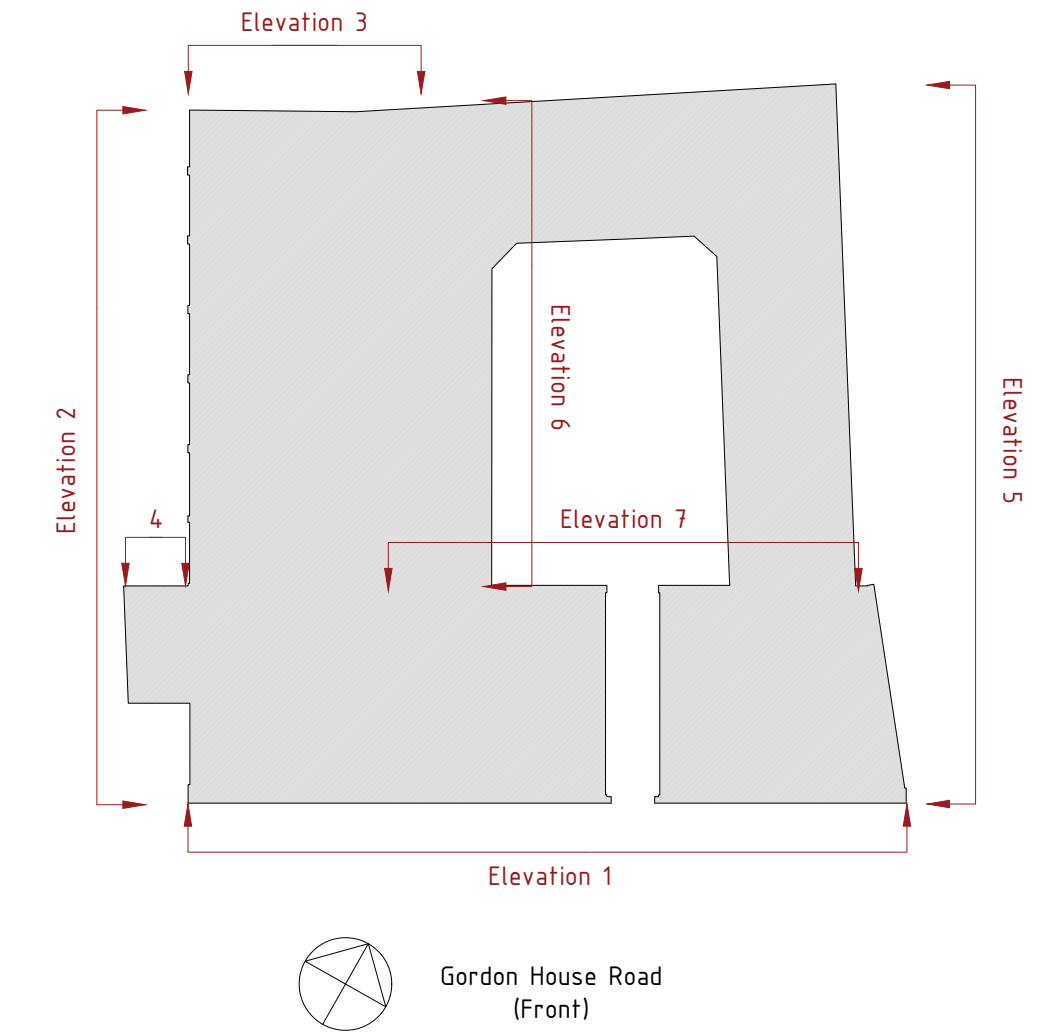 Elevation 3
Elevation 2
Elevation 6
Elevation 5
4
Elevation 7
Elevation 1
Gordon House Road
(Front)